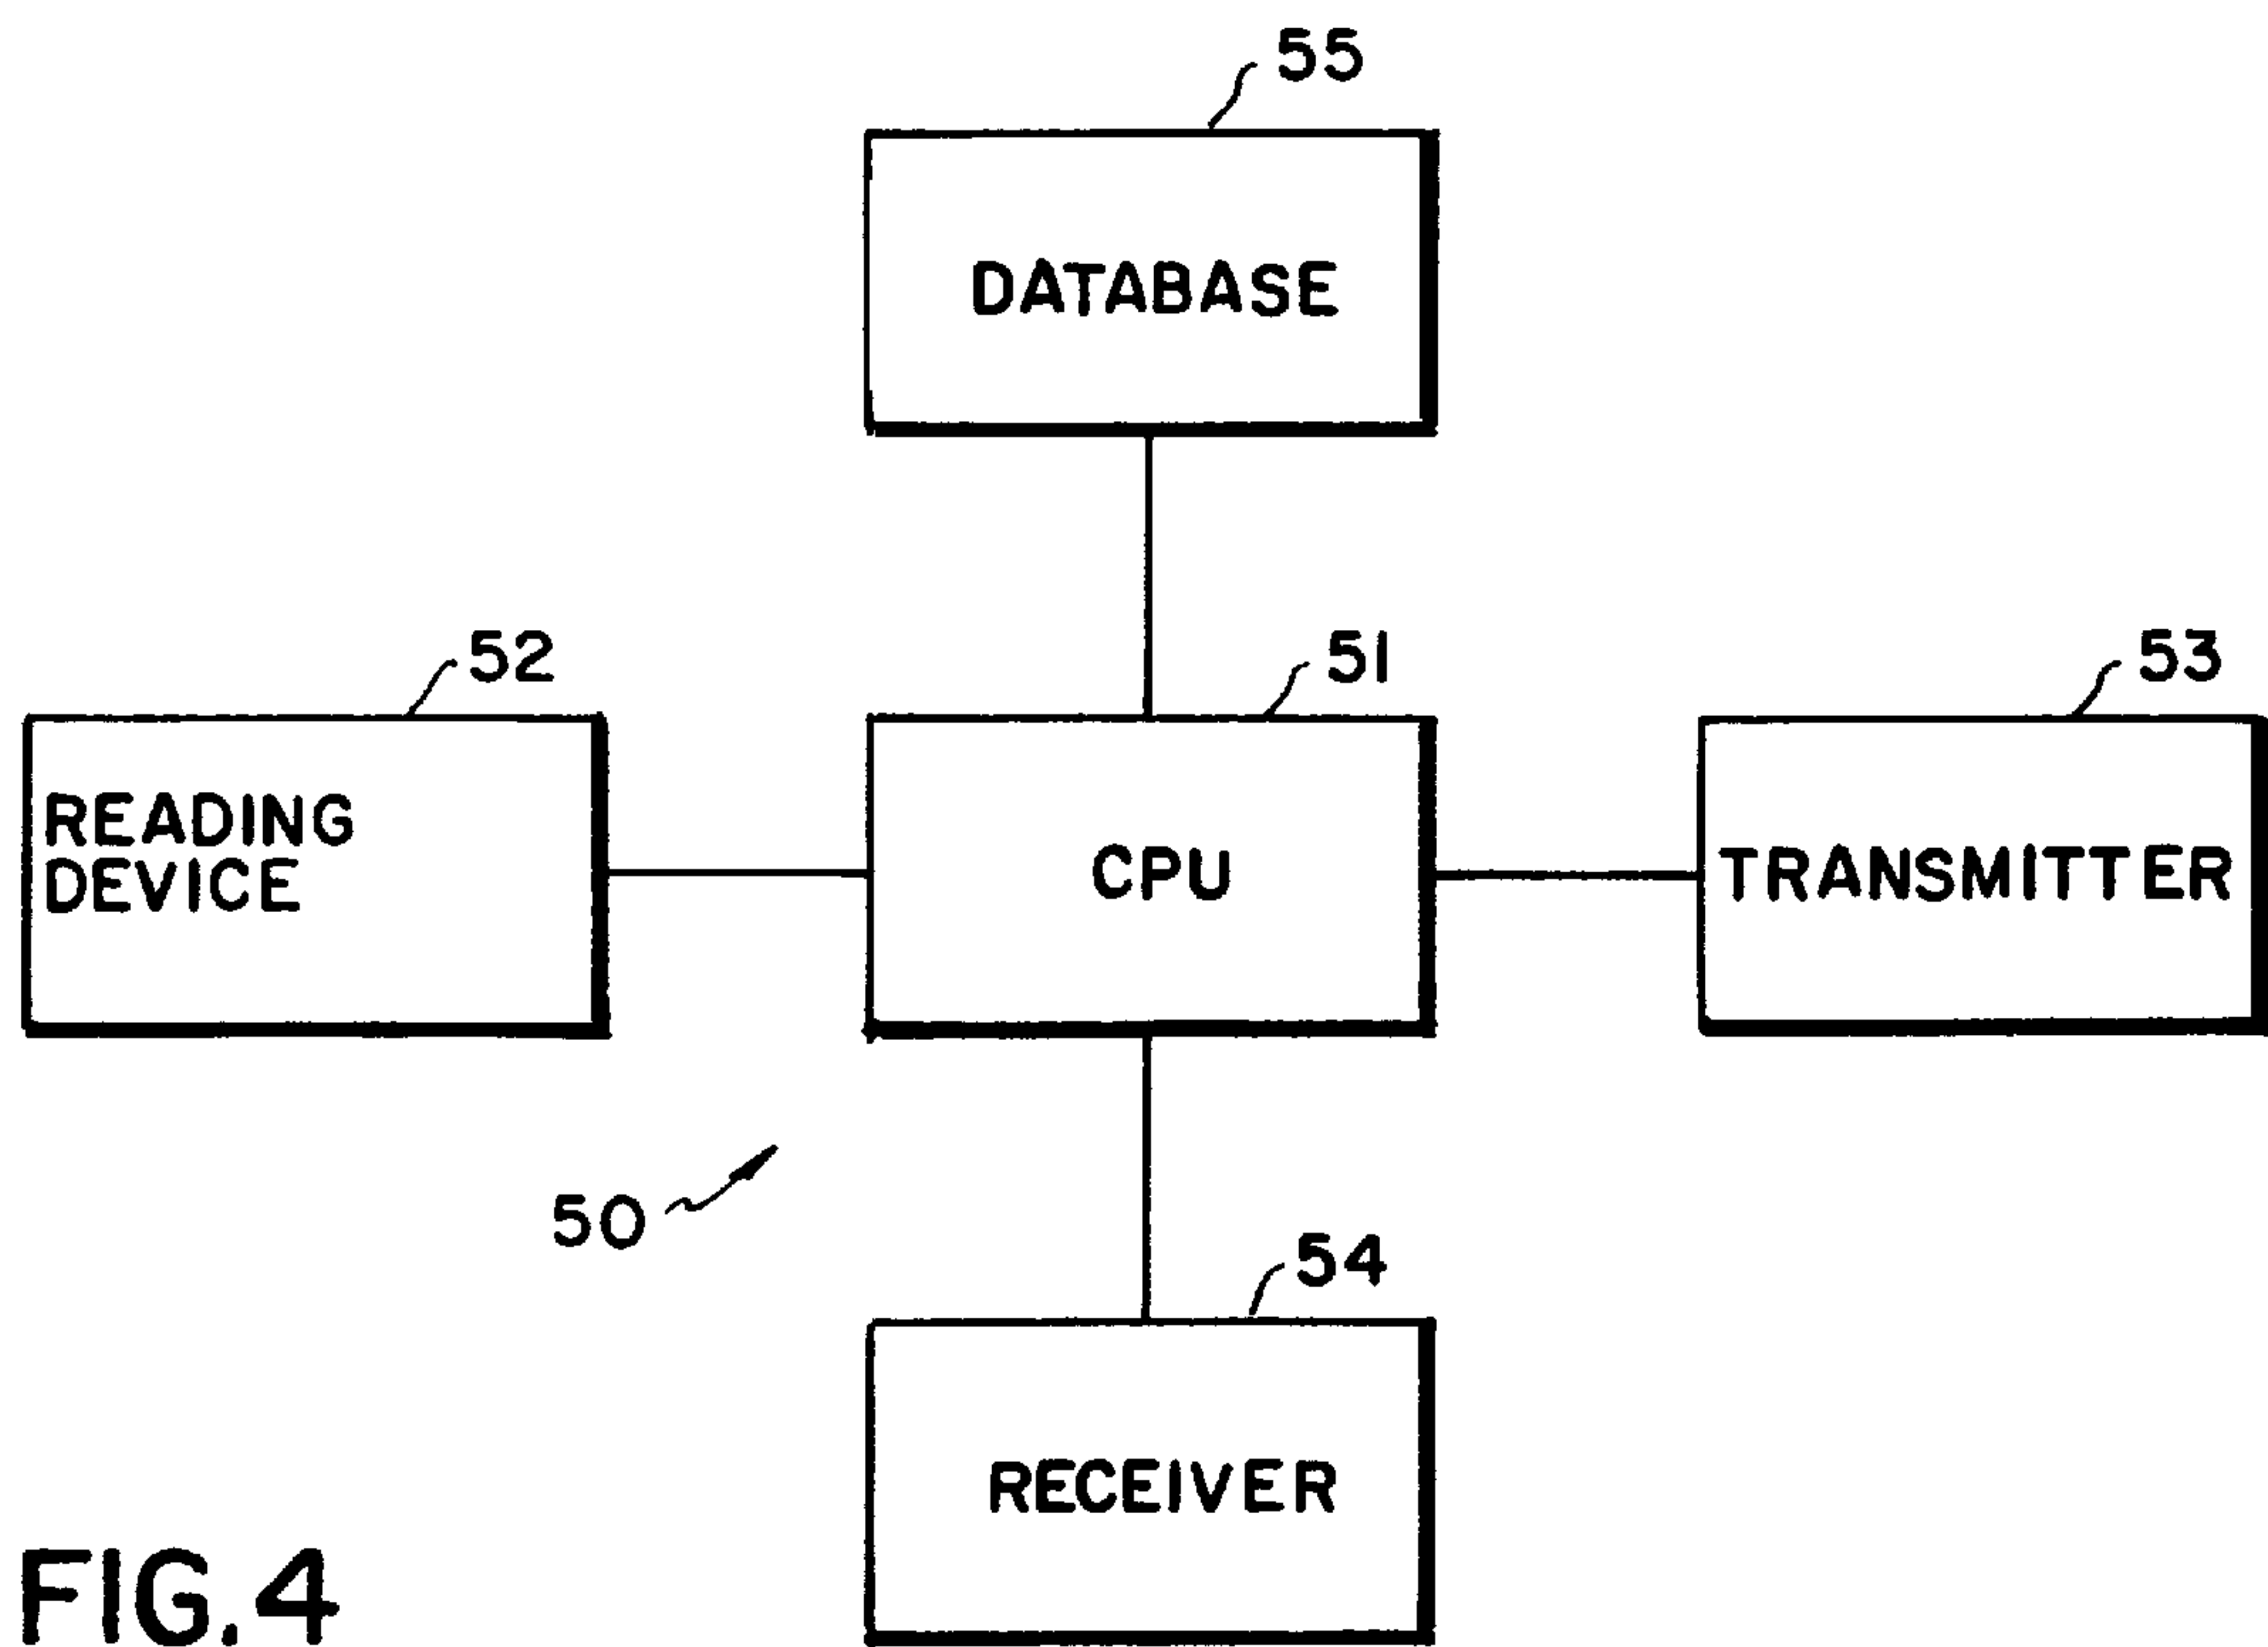 55
DATABASE
52
51
53
READING
DEVICE
CPU
TRANSMITTER
50
54
RECEIVER
FIG.4